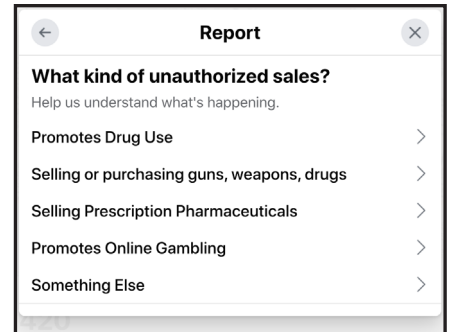 Report
What kind of unauthorized sales?
Help us understand what's happening.
Promotes Drug Use
Selling or purchasing guns, weapons, drugs
Selling Prescription Pharmaceuticals
Promotes Online Gambling
Something Else
420